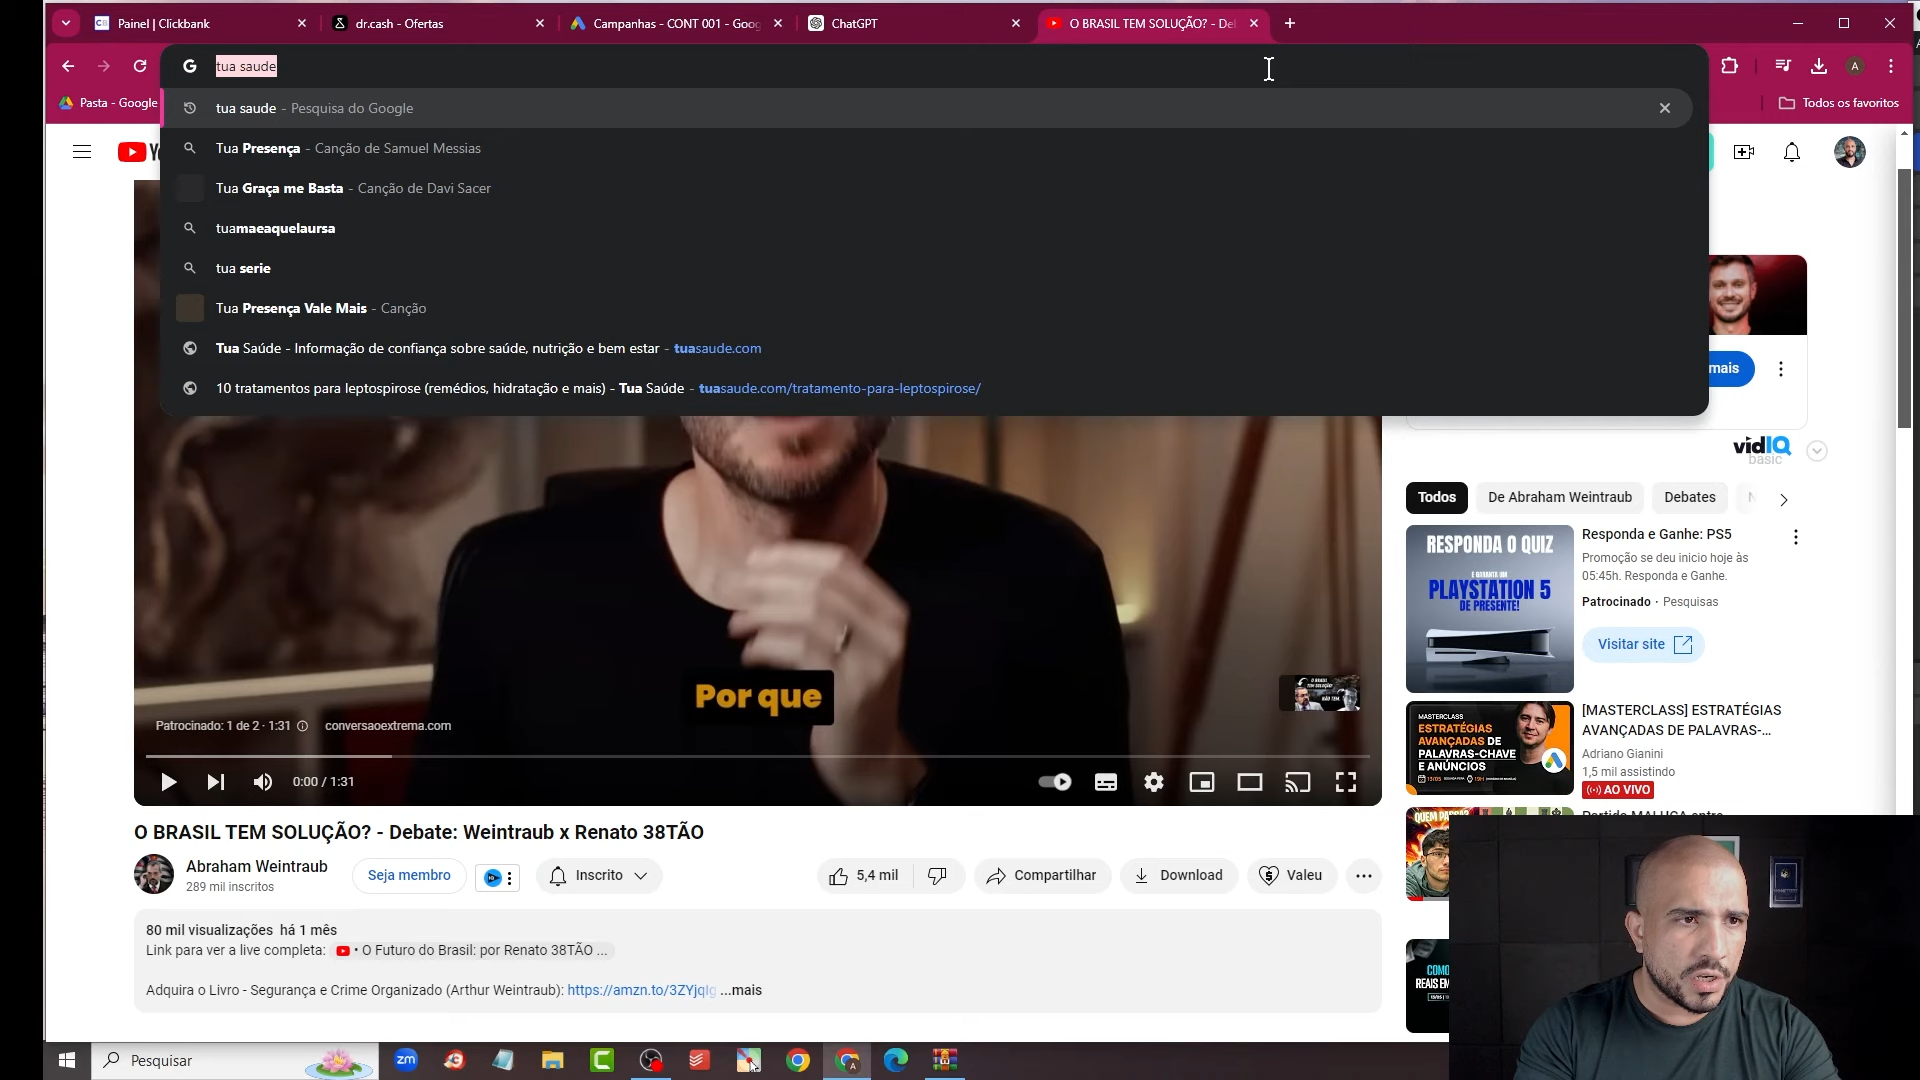 Painel | Clickbank
dr.cash - Ofertas
Campanhas - CONT 001 - Goog
ChatGPT
O BRASIL TEM SOLUÇÃO? - De
tua saude
Pasta - Google
Todos os favoritos
tua saude - Pesquisa do Google
Tua Presença - Canção de Samuel Messias
Tua Graça me Basta - Canção de Davi Sacer
tuamaeaquelaursa
tua serie
Tua Presença Vale Mais - Canção
Tua Saúde - Informação de confiança sobre saúde, nutrição e bem estar - tuasaude.com
10 tratamentos para leptospirose (remédios, hidratação e mais) - Tua Saúde - tuasaude.com/tratamento-para-leptospirose/
mais
vidIQ
basic
Todos
De Abraham Weintraub
Debates
RESPONDA O QUIZ
E GARANTA UM
PLAYSTATION 5
DE PRESENTE!
Responda e Ganhe: PS5
Promoção se deu inicio hoje às
05:45h. Responda e Ganhe.
Patrocinado · Pesquisas
Visitar site
Por que
Patrocinado: 1 de 2 · 1:31
conversaoextrema.com
0:00 / 1:31
MASTERCLASS
ESTRATÉGIAS
AVANÇADAS DE
PALAVRAS-CHAVE
E ANÚNCIOS
[MASTERCLASS] ESTRATÉGIAS
AVANÇADAS DE PALAVRAS-...
Adriano Gianini
1,5 mil assistindo
AO VIVO
O BRASIL TEM SOLUÇÃO? - Debate: Weintraub x Renato 38TÃO
Abraham Weintraub
289 mil inscritos
Seja membro
Inscrito
5,4 mil
Compartilhar
Download
Valeu
80 mil visualizações há 1 mês
Link para ver a live completa: • O Futuro do Brasil: por Renato 38TÃO ...
Adquira o Livro - Segurança e Crime Organizado (Arthur Weintraub): https://amzn.to/3ZYjqlg ...mais
Pesquisar
zm